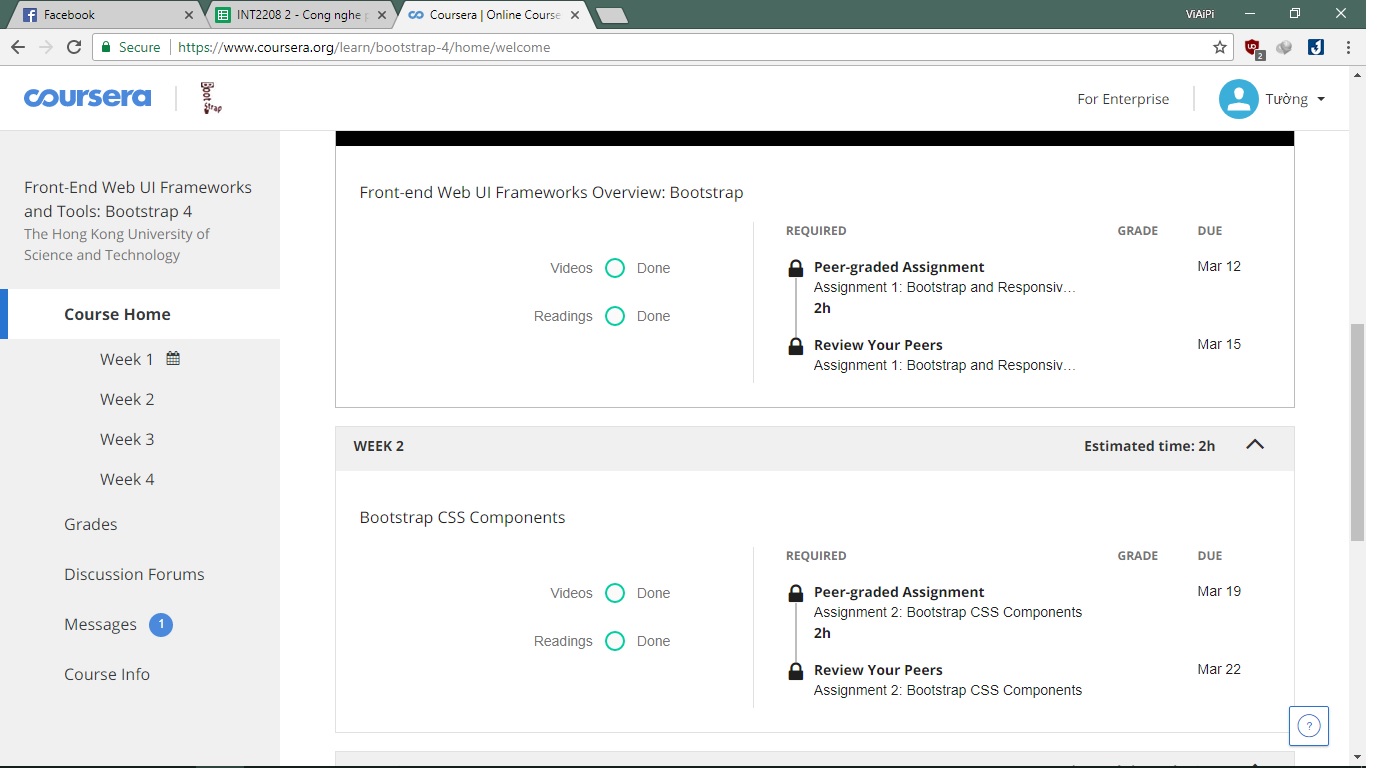 Facebook
INT2208 2 - Cong nghe
Coursera | Online Course
ViAiPi
Secure
https://www.coursera.org/learn/bootstrap-4/home/welcome
2
coursera
Boot strap
For Enterprise
Tường
Front-End Web UI Frameworks
and Tools: Bootstrap 4
The Hong Kong University of
Science and Technology
Course Home
Week 1
Week 2
Week 3
Week 4
Grades
Discussion Forums
Messages 1
Course Info
Front-end Web UI Frameworks Overview: Bootstrap
Videos Done
Readings Done
REQUIRED GRADE DUE
Peer-graded Assignment Mar 12
Assignment 1: Bootstrap and Responsiv…
2h
Review Your Peers Mar 15
Assignment 1: Bootstrap and Responsiv…
WEEK 2 Estimated time: 2h
Bootstrap CSS Components
Videos Done
Readings Done
REQUIRED GRADE DUE
Peer-graded Assignment Mar 19
Assignment 2: Bootstrap CSS Components
2h
Review Your Peers Mar 22
Assignment 2: Bootstrap CSS Components
?